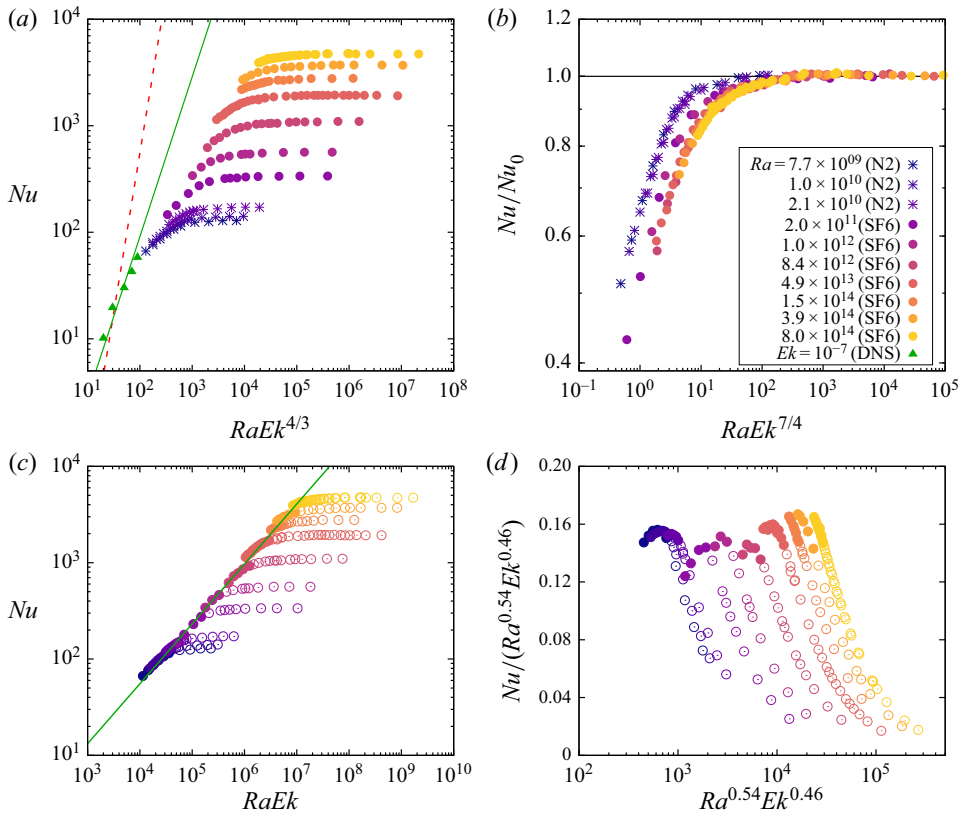 (a)
10^4
10^3
10^2
10^1
Nu
10^1 10^2 10^3 10^4 10^5 10^6 10^7 10^8
RaEk^{4/3}
(b)
1.2
1.0
0.8
0.6
0.4
Nu/Nu_0
Ra = 7.7 × 10^{09} (N2)
1.0 × 10^{10} (N2)
2.1 × 10^{10} (N2)
2.0 × 10^{11} (SF6)
1.0 × 10^{12} (SF6)
8.4 × 10^{12} (SF6)
4.9 × 10^{13} (SF6)
1.5 × 10^{14} (SF6)
3.9 × 10^{14} (SF6)
8.0 × 10^{14} (SF6)
Ek = 10^{-7} (DNS)
10^{-1} 10^0 10^1 10^2 10^3 10^4 10^5
RaEk^{7/4}
(c)
10^4
10^3
10^2
10^1
Nu
10^3 10^4 10^5 10^6 10^7 10^8 10^9 10^{10}
RaEk
(d)
0.20
0.16
0.12
0.08
0.04
0
Nu/(Ra^{0.54}Ek^{0.46})
10^2 10^3 10^4 10^5
Ra^{0.54}Ek^{0.46}